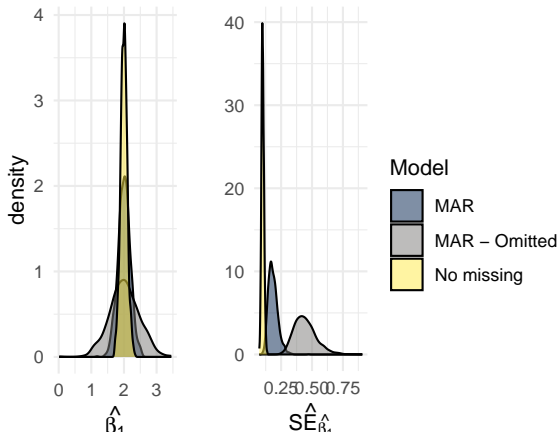 density
4
3
2
1
0
0 1 2 3
β̂₁
40
30
20
10
0
0.25 0.50 0.75
SÊ_β̂₁
Model
MAR
MAR − Omitted
No missing